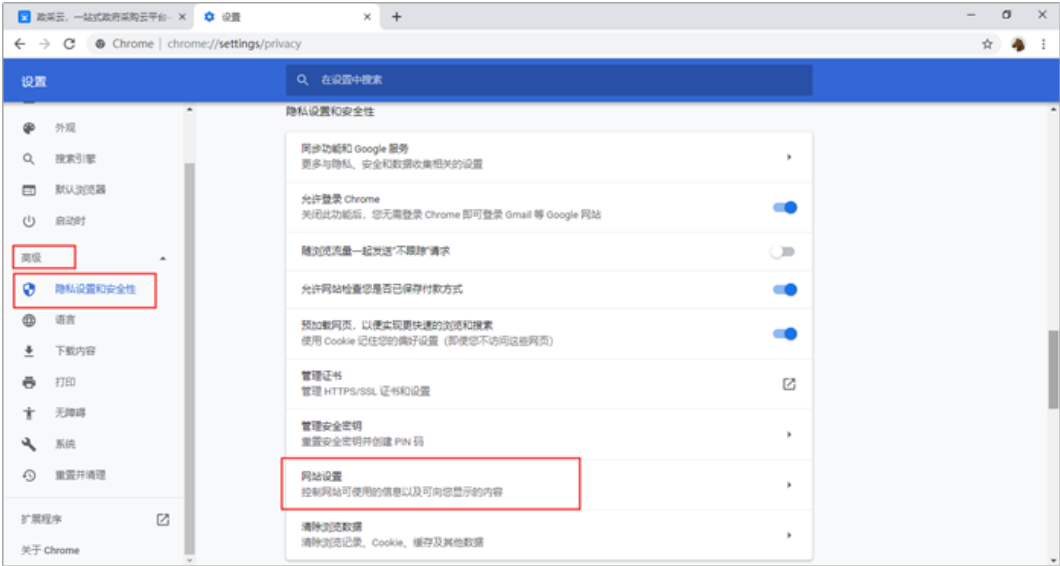 政采云，一站式政府采购云平台
设置
Chrome | chrome://settings/privacy
设置
在设置中搜索
外观
搜索引擎
默认浏览器
启动时
高级
隐私设置和安全性
语言
下载内容
打印
无障碍
系统
重置并清理
扩展程序
关于 Chrome
隐私设置和安全性
同步功能和 Google 服务
更多与隐私、安全和数据收集相关的设置
允许登录 Chrome
关闭此功能后，您无需登录 Chrome 即可登录 Gmail 等 Google 网站
随浏览流量一起发送“不跟踪”请求
允许网站检查您是否已保存付款方式
预加载网页，以便实现更快速的浏览和搜索
使用 Cookie 记住您的偏好设置（即使您不访问这些网页）
管理证书
管理 HTTPS/SSL 证书和设置
管理安全密钥
重置安全密钥并创建 PIN 码
网站设置
控制网站可使用的信息以及可向您显示的内容
清除浏览数据
清除浏览记录、Cookie、缓存及其他数据